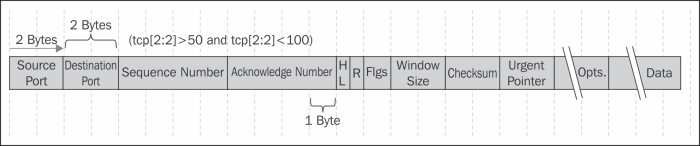 2 Bytes
2 Bytes
(tcp[2:2]>50 and tcp[2:2]<100)
Source Port
Destination Port
Sequence Number
Acknowledge Number
H L
R
Flgs
Window Size
Checksum
Urgent Pointer
Opts.
Data
1 Byte